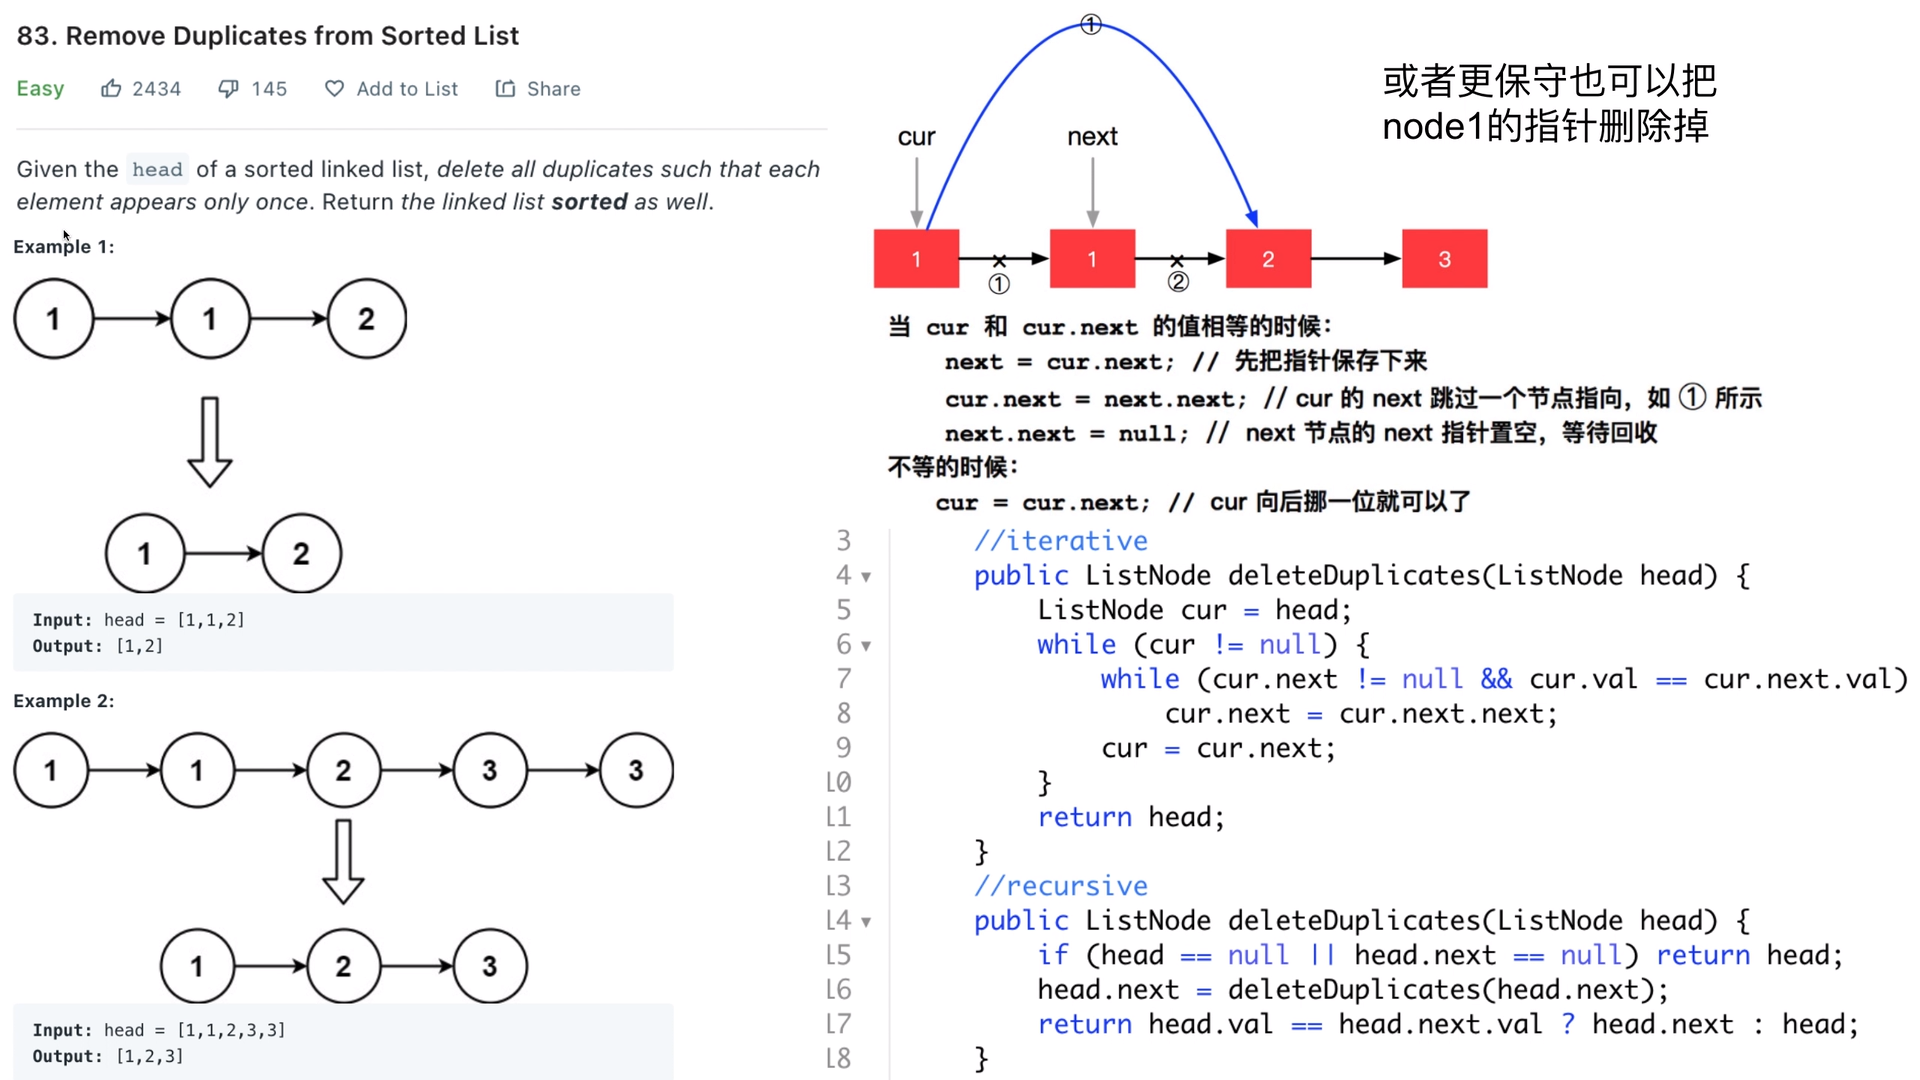 83. Remove Duplicates from Sorted List
Easy 2434 145 Add to List Share
Given the head of a sorted linked list, delete all duplicates such that each
element appears only once. Return the linked list sorted as well.
Example 1:
1 1 2
1 2
Input: head = [1,1,2]
Output: [1,2]
Example 2:
1 1 2 3 3
1 2 3
Input: head = [1,1,2,3,3]
Output: [1,2,3]
①
或者更保守也可以把
node1的指针删除掉
cur next
1 1 2 3
① ②
当 cur 和 cur.next 的值相等的时候：
next = cur.next; // 先把指针保存下来
cur.next = next.next; // cur 的 next 跳过一个节点指向，如 ① 所示
next.next = null; // next 节点的 next 指针置空，等待回收
不等的时候：
cur = cur.next; // cur 向后挪一位就可以了
3 //iterative
4 public ListNode deleteDuplicates(ListNode head) {
5 ListNode cur = head;
6 while (cur != null) {
7 while (cur.next != null && cur.val == cur.next.val)
8 cur.next = cur.next.next;
9 cur = cur.next;
10 }
11 return head;
12 }
13 //recursive
14 public ListNode deleteDuplicates(ListNode head) {
15 if (head == null || head.next == null) return head;
16 head.next = deleteDuplicates(head.next);
17 return head.val == head.next.val ? head.next : head;
18 }